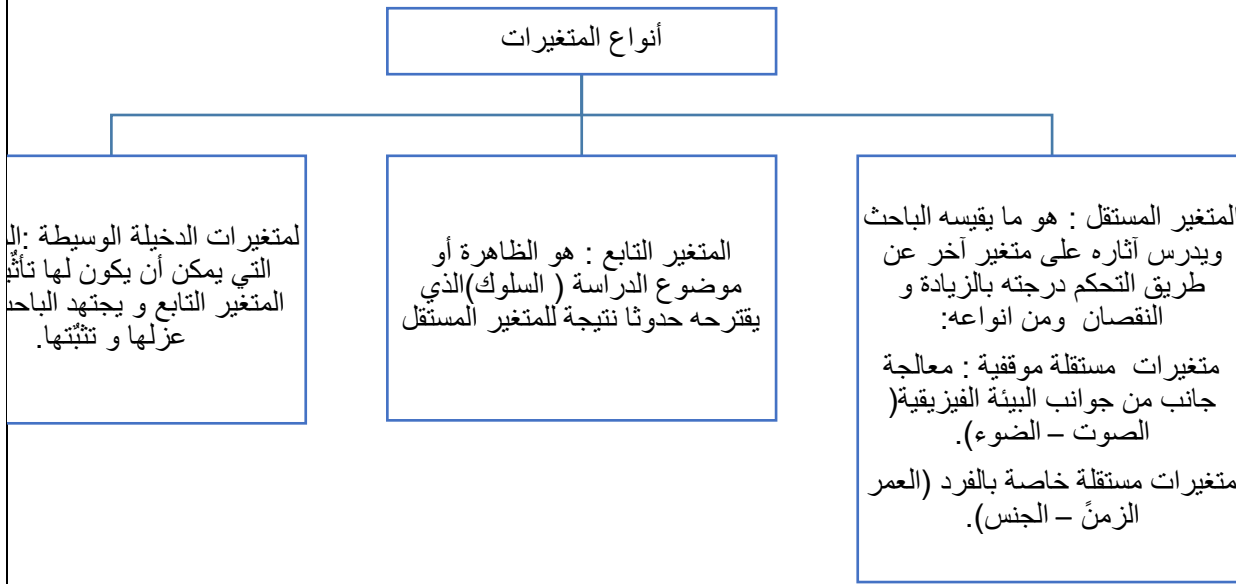 أنواع المتغيرات
المتغير المستقل : هو ما يقيسه الباحث
ويدرس آثاره على متغير آخر عن
طريق التحكم درجته بالزيادة و
النقصان ومن انواعه:
متغيرات مستقلة موقفية : معالجة
جانب من جوانب البيئة الفيزيقية(
الصوت – الضوء).
متغيرات مستقلة خاصة بالفرد (العمر
الزمنً – الجنس).
المتغير التابع : هو الظاهرة أو
موضوع الدراسة ( السلوك)الذي
يقترحه حدوثا نتيجة للمتغير المستقل
لمتغيرات الدخيلة الوسيطة :
التي يمكن أن يكون لها
المتغير التابع و يجتهد
عزلها و تثبٌتها.